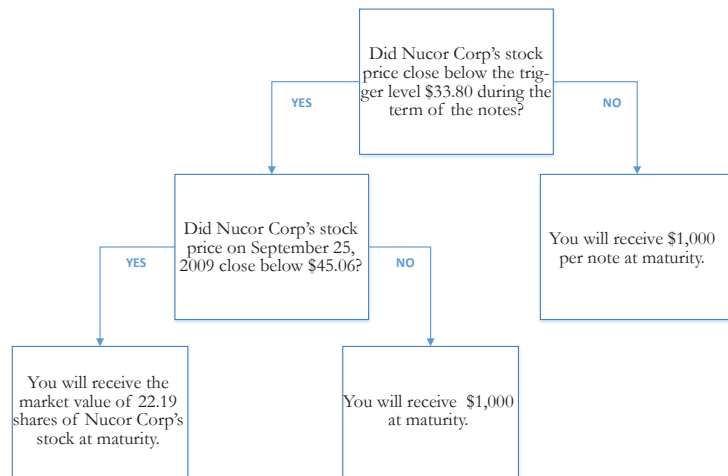 Did Nucor Corp's stock
price close below the trig-
ger level $33.80 during the
term of the notes?
YES
NO
Did Nucor Corp's stock
price on September 25,
2009 close below $45.06?
You will receive $1,000
per note at maturity.
YES
NO
You will receive the
market value of 22.19
shares of Nucor Corp's
stock at maturity.
You will receive $1,000
at maturity.